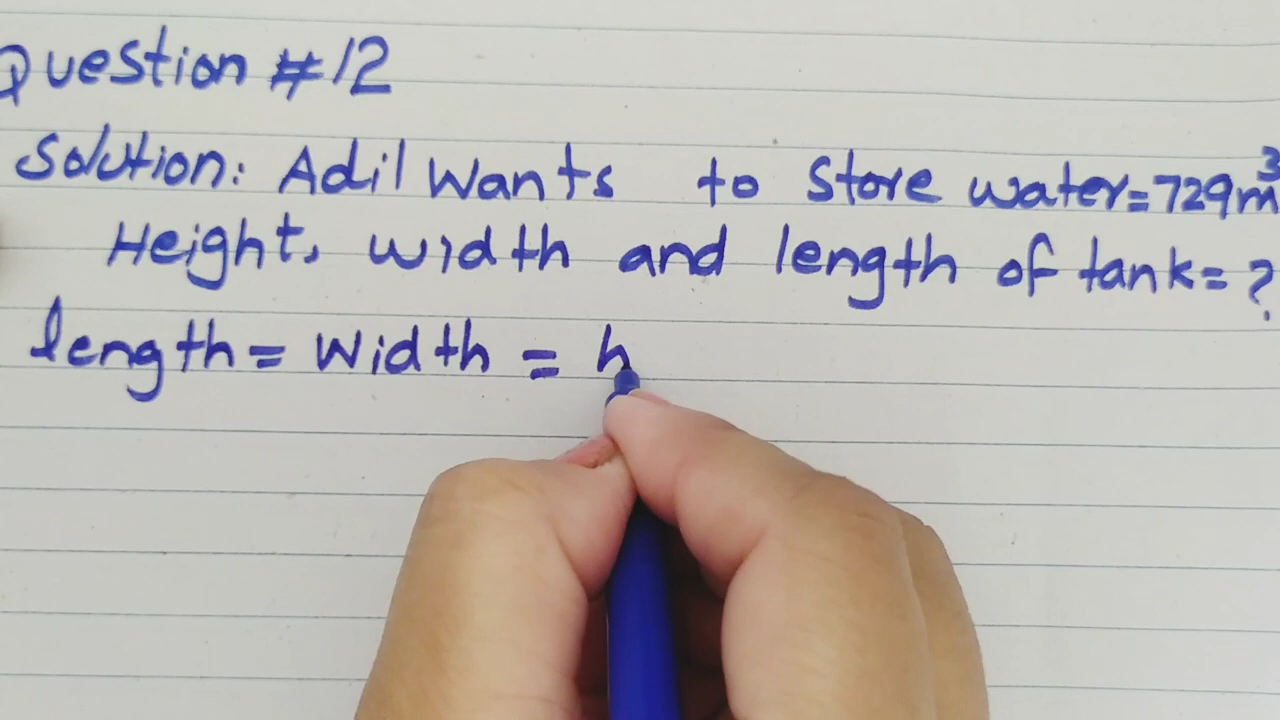 Question #12
Solution: Adil Wants to Store water=729m³
Height, width and length of tank=?
length= Width = h